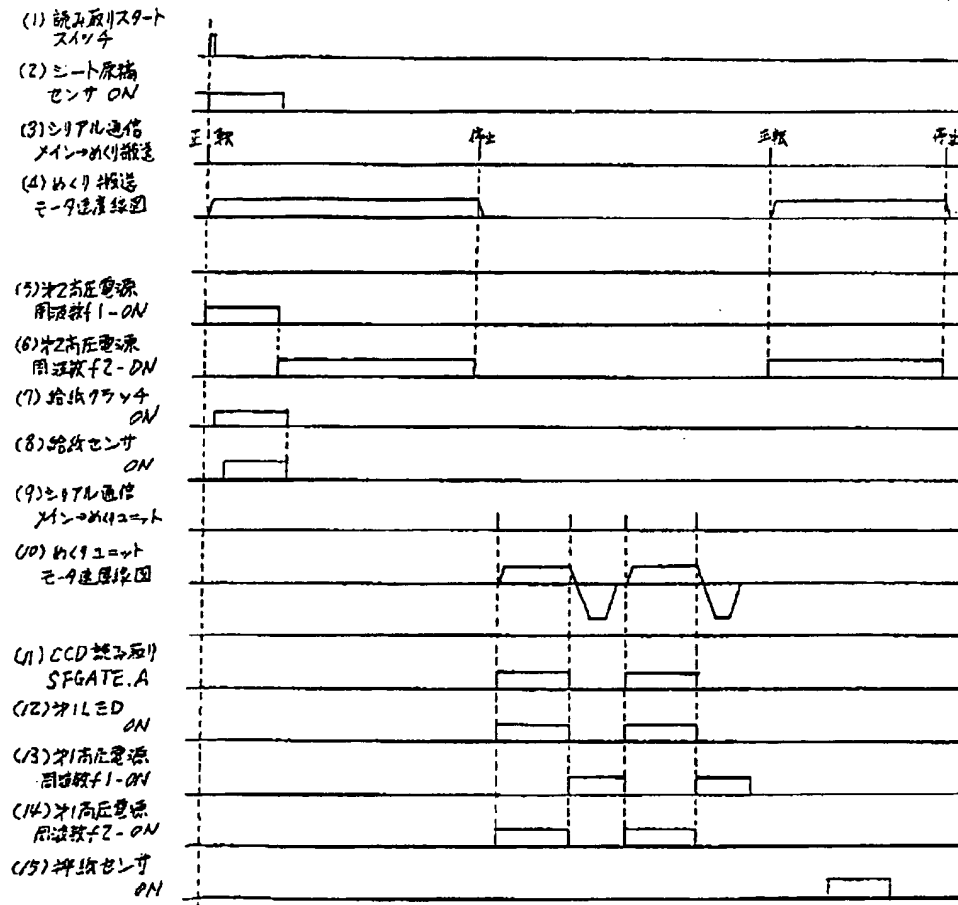 (1) 読み取りスタート
スイッチ
(2) シート原稿
センサ ON
(3) シリアル通信
メイン→めくり搬送
正転
停止
正転
停止
(4) めくり搬送
モータ速度線図
(5) 才2高圧電源
周波数f1-ON
(6) 才2高圧電源
周波数f2-ON
(7) 給紙クラッチ
ON
(8) 給紙センサ
ON
(9) シリアル通信
メイン→めくりユニット
(10) めくりユニット
モータ速度線図
(11) CCD読み取り
SFGATE.A
(12) 才1LED
ON
(13) 才1高圧電源
周波数f1-ON
(14) 才1高圧電源
周波数f2-ON
(15) 排紙センサ
ON